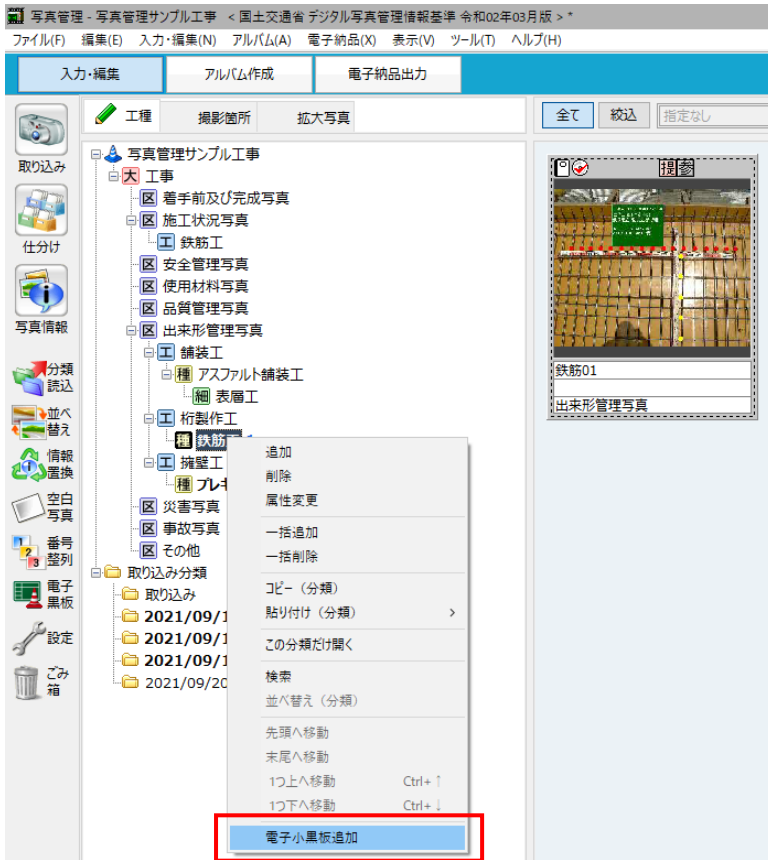 写真管理 - 写真管理サンプル工事 < 国土交通省 デジタル写真管理情報基準 令和02年03月版 > *
ファイル(F) 編集(E) 入力・編集(N) アルバム(A) 電子納品(X) 表示(V) ツール(T) ヘルプ(H)
入力・編集 アルバム作成 電子納品出力
工種 撮影箇所 拡大写真
全て 絞込 指定なし
取り込み
仕分け
写真情報
分類
読込
並べ
替え
情報
置換
空白
写真
1 2 3
番号
整列
電子
黒板
設定
ごみ
箱
写真管理サンプル工事
大 工事
区 着手前及び完成写真
区 施工状況写真
工 鉄筋工
区 安全管理写真
区 使用材料写真
区 品質管理写真
区 出来形管理写真
工 舗装工
種 アスファルト舗装工
細 表層工
工 桁製作工
種 鉄筋
工 擁壁工
種 プレキ
区 災害写真
区 事故写真
区 その他
取り込み分類
取り込み
2021/09/1
2021/09/1
2021/09/1
2021/09/20
提 参
鉄筋01
出来形管理写真
追加
削除
属性変更
一括追加
一括削除
コピー（分類）
貼り付け（分類） >
この分類だけ開く
検索
並べ替え（分類）
先頭へ移動
末尾へ移動
1つ上へ移動 Ctrl+↑
1つ下へ移動 Ctrl+↓
電子小黒板追加